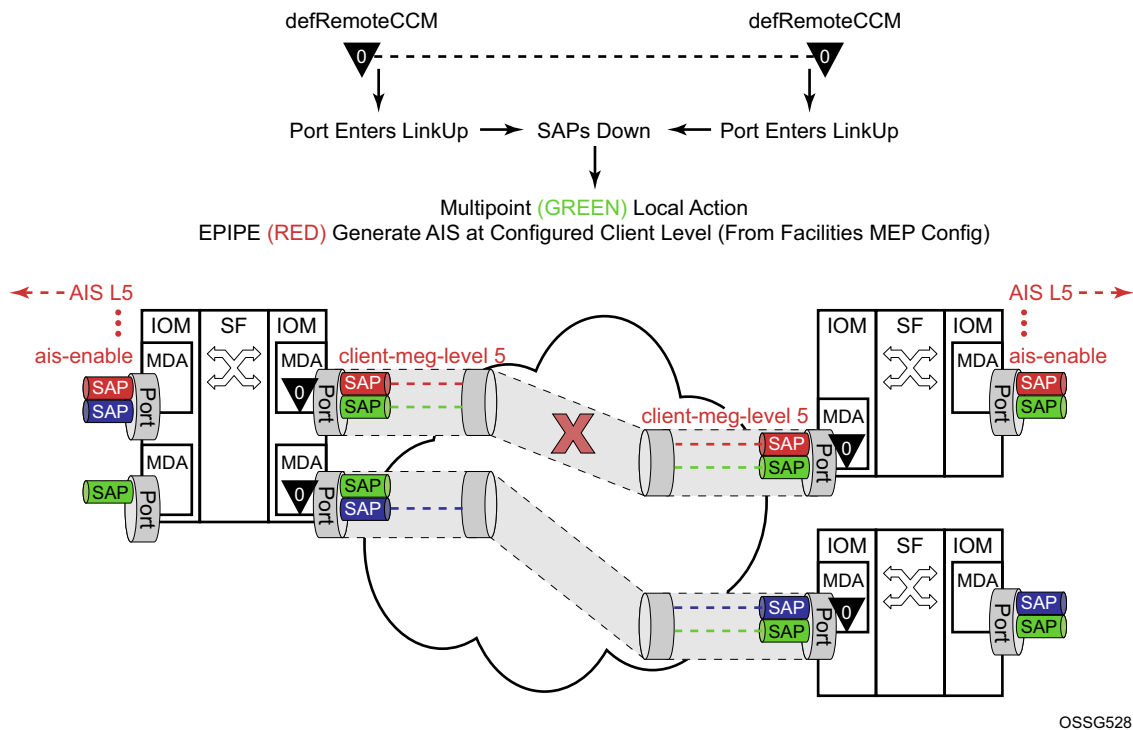 defRemoteCCM
defRemoteCCM
0
0
Port Enters LinkUp
SAPs Down
Port Enters LinkUp
Multipoint (GREEN) Local Action
EPIPE (RED) Generate AIS at Configured Client Level (From Facilities MEP Config)
AIS L5
AIS L5
IOM
SF
IOM
IOM
SF
IOM
ais-enable
MDA
MDA
client-meg-level 5
MDA
ais-enable
SAP
SAP
Port
0
Port
SAP
SAP
client-meg-level 5
SAP
SAP
MDA
0
Port
Port
SAP
SAP
MDA
SAP
Port
MDA
0
Port
SAP
SAP
IOM
SF
IOM
MDA
MDA
SAP
SAP
Port
0
Port
SAP
SAP
OSSG528